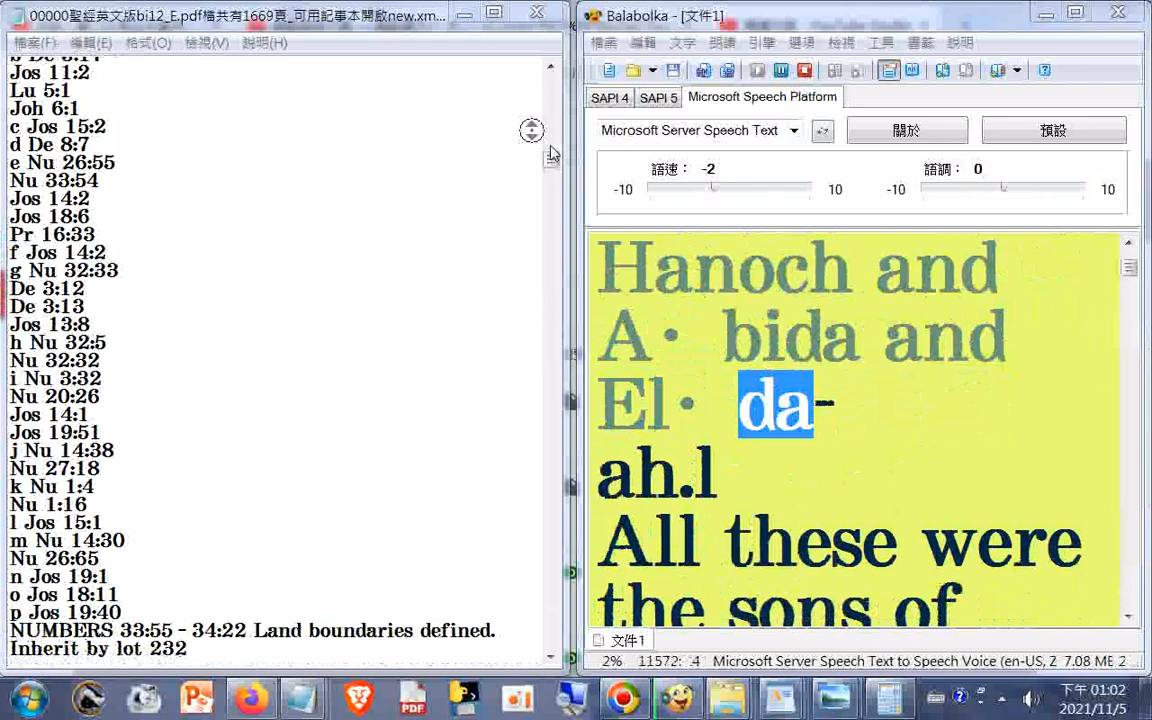 00000聖經英文版bi12_E.pdf檔共有1669頁_可用記事本開啟new.xm...
檔案(F) 編輯(E) 格式(O) 檢視(V) 說明(H)
Jos 11:2
Lu 5:1
Joh 6:1
c Jos 15:2
d De 8:7
e Nu 26:55
Nu 33:54
Jos 14:2
Jos 18:6
Pr 16:33
f Jos 14:2
g Nu 32:33
De 3:12
De 3:13
Jos 13:8
h Nu 32:5
Nu 32:32
i Nu 3:32
Nu 20:26
Jos 14:1
Jos 19:51
j Nu 14:38
Nu 27:18
k Nu 1:4
Nu 1:16
l Jos 15:1
m Nu 14:30
Nu 26:65
n Jos 19:1
o Jos 18:11
p Jos 19:40
NUMBERS 33:55 - 34:22 Land boundaries defined.
Inherit by lot 232
Balabolka - [文件1]
檔案 編輯 文字 朗讀 引擎 選項 檢視 工具 書籤 說明
SAPI 4 SAPI 5 Microsoft Speech Platform
Microsoft Server Speech Text 關於 預設
語速： -2 語調： 0
-10 10 -10 10
Hanoch and
A· bida and
El· da-
ah.l
All these were
the sons of
文件1
2% 11572: .4 Microsoft Server Speech Text to Speech Voice (en-US, 2 7.08 MB 2
PDF
下午 01:02
2021/11/5